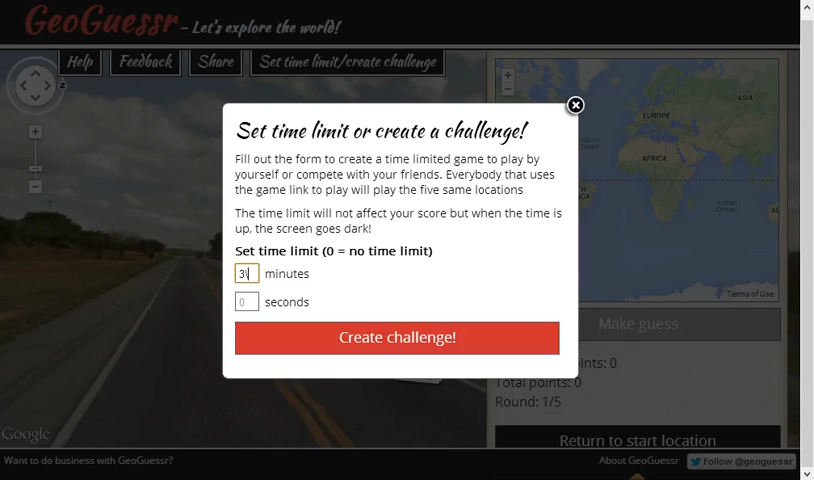 GeoGuessr – Let's explore the world!
Help Feedback Share Set time limit/create challenge
N
ASIA
EUROPE
AFRICA
Indian Ocean
Terms of Use
Set time limit or create a challenge!
Fill out the form to create a time limited game to play by
yourself or compete with your friends. Everybody that uses
the game link to play will play the five same locations
The time limit will not affect your score but when the time is
up, the screen goes dark!
Set time limit (0 = no time limit)
3\ minutes
0 seconds
Create challenge!
Make guess
points: 0
Total points: 0
Round: 1/5
Return to start location
Google
Want to do business with GeoGuessr?
About GeoGuessr
Follow @geoguessr